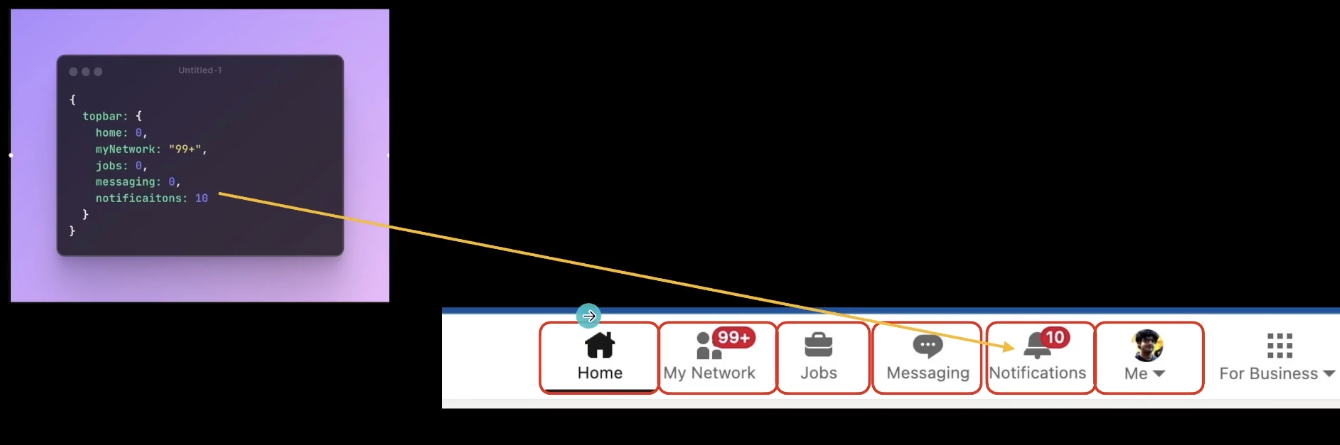 Untitled-1
{
topbar: {
home: 0,
myNetwork: "99+",
jobs: 0,
messaging: 0,
notificaitons: 10
}
}
99+
10
Home
My Network
Jobs
Messaging
Notifications
Me
For Business